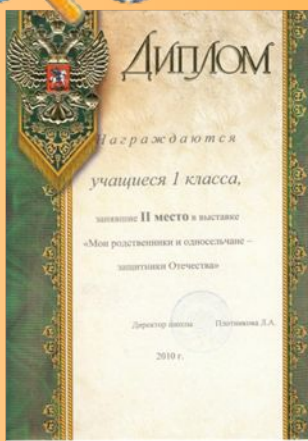 Диплом
Награждаются
учащиеся 1 класса,
занявшие II место в выставке
«Мои родственники и односельчане –
защитники Отечества»
Директор школы Плотникова Л.А.
2010 г.